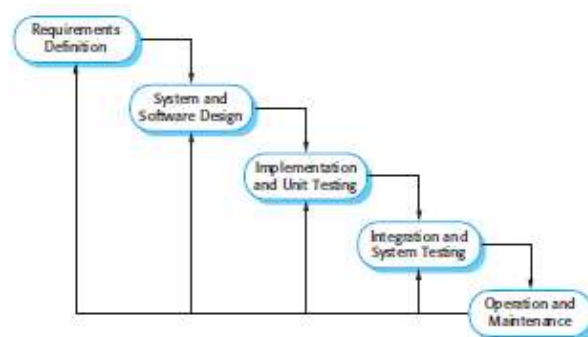 Requirements
Definition
System and
Software Design
Implementation
and Unit Testing
Integration and
System Testing
Operation and
Maintenance